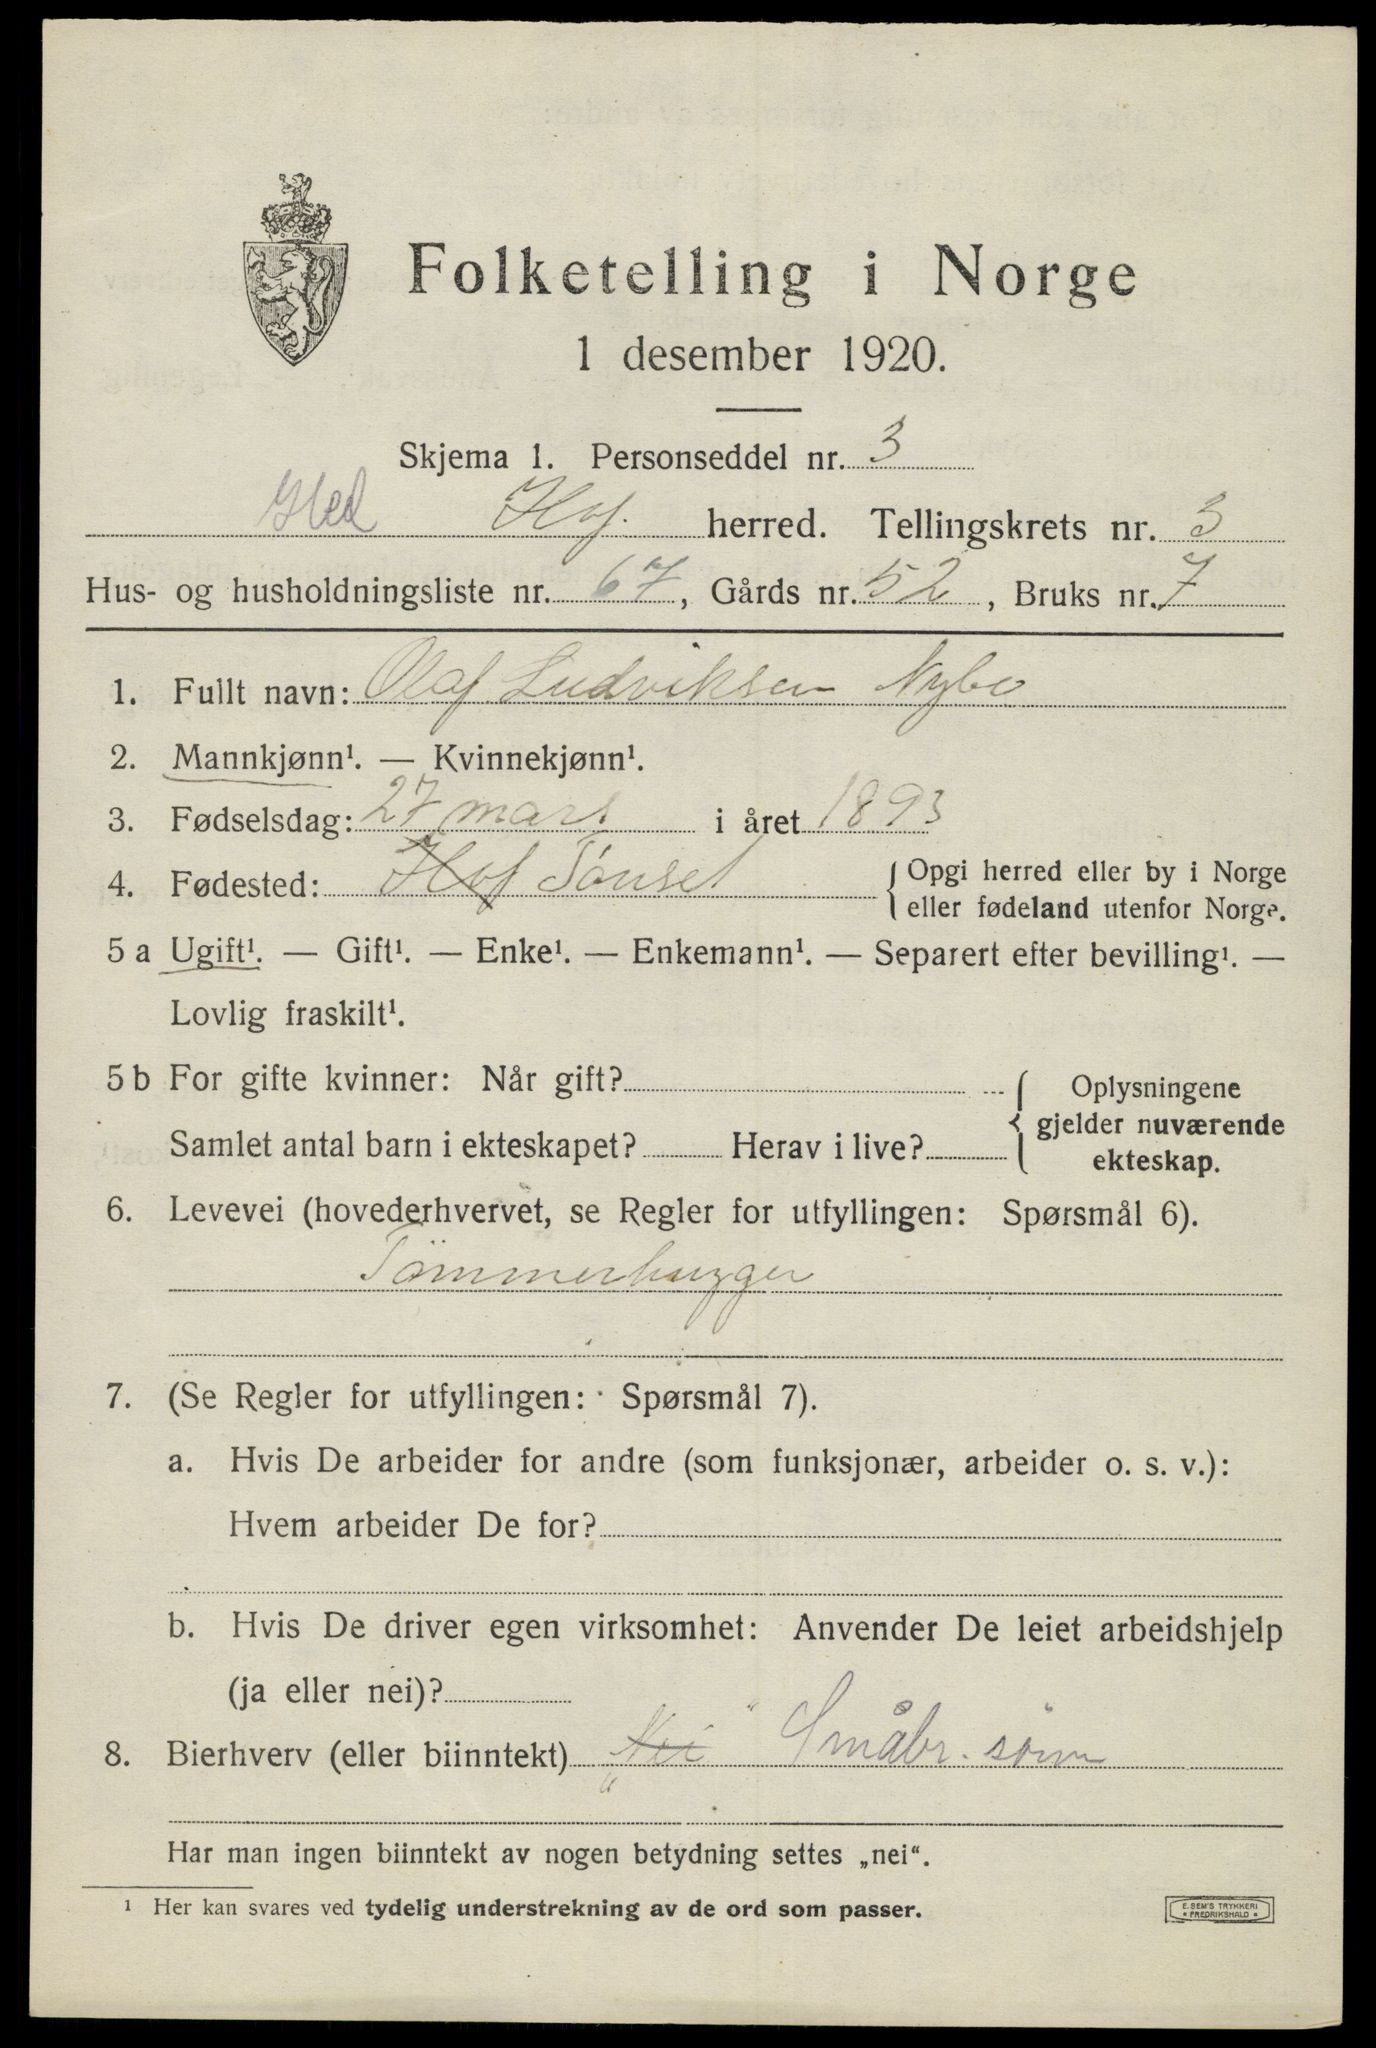 Folketelling i Norge
1 desember 1920.
Skjema 1. Personseddel nr. 3
Hed Hof. herred. Tellingskrets nr. 3
Hus- og husholdningsliste nr. 67, Gårds nr. 52, Bruks nr. 7
1. Fullt navn: Olaf Ludviksen Nybo
2. Mannkjønn¹. — Kvinnekjønn¹.
3. Fødselsdag: 27 mars i året 1893
4. Fødested: Hof Tønset { Opgi herred eller by i Norge
eller fødeland utenfor Norge.
5 a Ugift¹. — Gift¹. — Enke¹. — Enkemann¹. — Separert efter bevilling¹. —
Lovlig fraskilt¹.
5 b For gifte kvinner: Når gift?
Samlet antal barn i ekteskapet? Herav i live?
{ Oplysningene
gjelder nuværende
ekteskap.
6. Levevei (hovederhvervet, se Regler for utfyllingen: Spørsmål 6).
Tømmerhugger
7. (Se Regler for utfyllingen: Spørsmål 7).
a. Hvis De arbeider for andre (som funksjonær, arbeider o. s. v.):
Hvem arbeider De for?
b. Hvis De driver egen virksomhet: Anvender De leiet arbeidshjelp
(ja eller nei)?
8. Bierhverv (eller biinntekt) „Nei“ Småbr. sønn
Har man ingen biinntekt av nogen betydning settes „nei“.
¹ Her kan svares ved tydelig understrekning av de ord som passer.
E. SEM'S TRYKKERI
* FREDRIKSHALD *